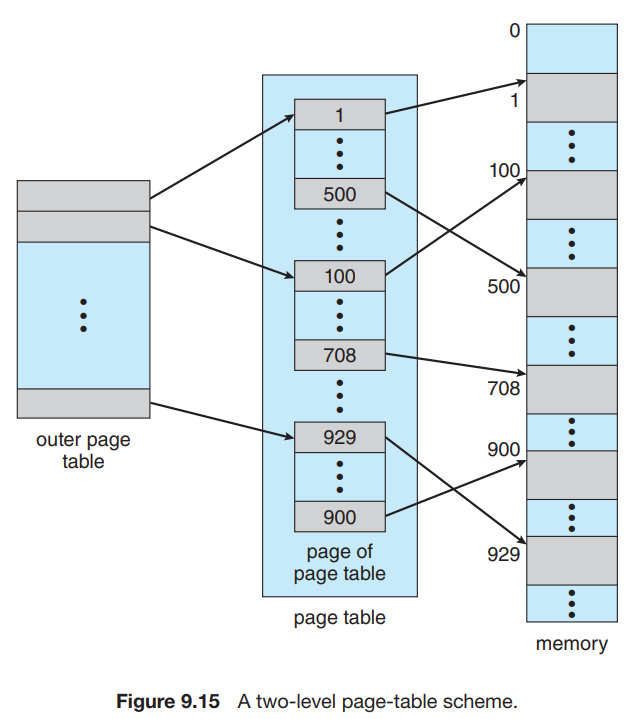 outer page
table
1
500
100
708
929
900
page of
page table
page table
0
1
100
500
708
900
929
memory
Figure 9.15 A two-level page-table scheme.